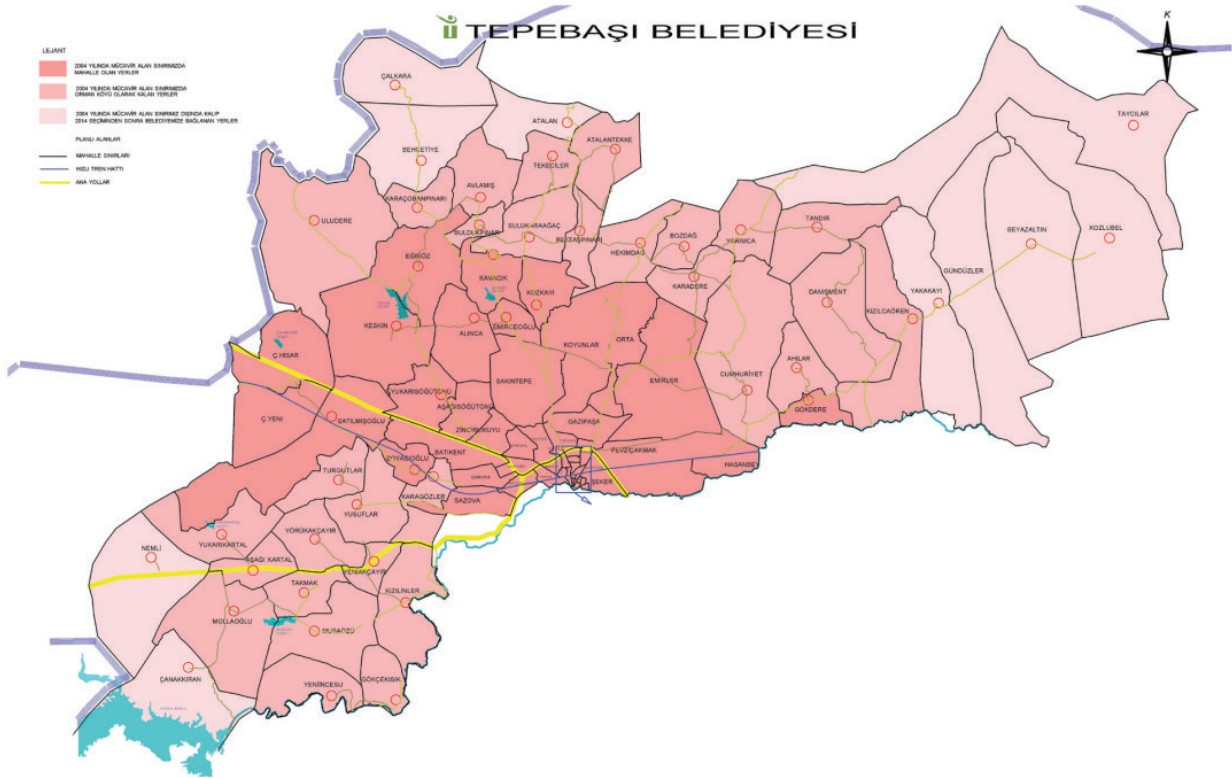 TEPEBAŞI BELEDİYESİ
K
LEJANT
2004 YILINDA MÜCAVİR ALAN SINIRIMIZDA
MAHALLE OLAN YERLER
2004 YILINDA MÜCAVİR ALAN SINIRIMIZDA
ORMAN KÖYÜ OLARAK KALAN YERLER
2004 YILINDA MÜCAVİR ALAN SINIRIMIZ DIŞINDA KALIP
2014 SEÇİMİNDEN SONRA BELEDİYEMİZE BAĞLANAN YERLER
PLANLI ALANLAR
MAHALLE SINIRLARI
HIZLI TREN HATTI
ANA YOLLAR
ÇALKARA
TAYCILAR
ATALAN
ATALANTEKKE
BEHÇETİYE
TEKECİLER
AVLAMIŞ
KARAÇOBANPINARI
ULUDERE
BULDUKPINAR
SULUKARAAĞAÇ
BEKTAŞPINARI
HEKİMDAĞ
BOZDAĞ
YARIMCA
TANDIR
BEYAZALTIN
KOZLUBEL
EĞRİÖZ
KAVACIK
KARADERE
GÜNDÜZLER
YAKAKAYI
KIZKAYI
DANIŞMENT
KIZILCAÖREN
KESKİN
ALINCA
EMİRCEOĞLU
KOYUNLAR
ORTA
Ç.HİSAR
SAKINTEPE
EMİRLER
CUMHURİYET
AHILAR
YUKARISÖĞÜTÖNÜ
AŞAĞISÖĞÜTÖNÜ
GÖKDERE
Ç.YENİ
SATILMIŞOĞLU
ZİNCİRLİKUYU
GAZİPAŞA
BATIKENT
FEVZİÇAKMAK
HASANBEY
TURGUTLAR
ŞEKER
KARAGÖZLER
SAZOVA
YUSUFLAR
YÖRÜKAKÇAYIR
YUKARIKARTAL
NEMLİ
AŞAĞI KARTAL
YENİAKÇAYIR
TAKMAK
KIZILİNLER
MOLLAOĞLU
MUSAÖZÜ
ÇANAKKIRAN
YENİİNCESU
GÖKÇEKISIK